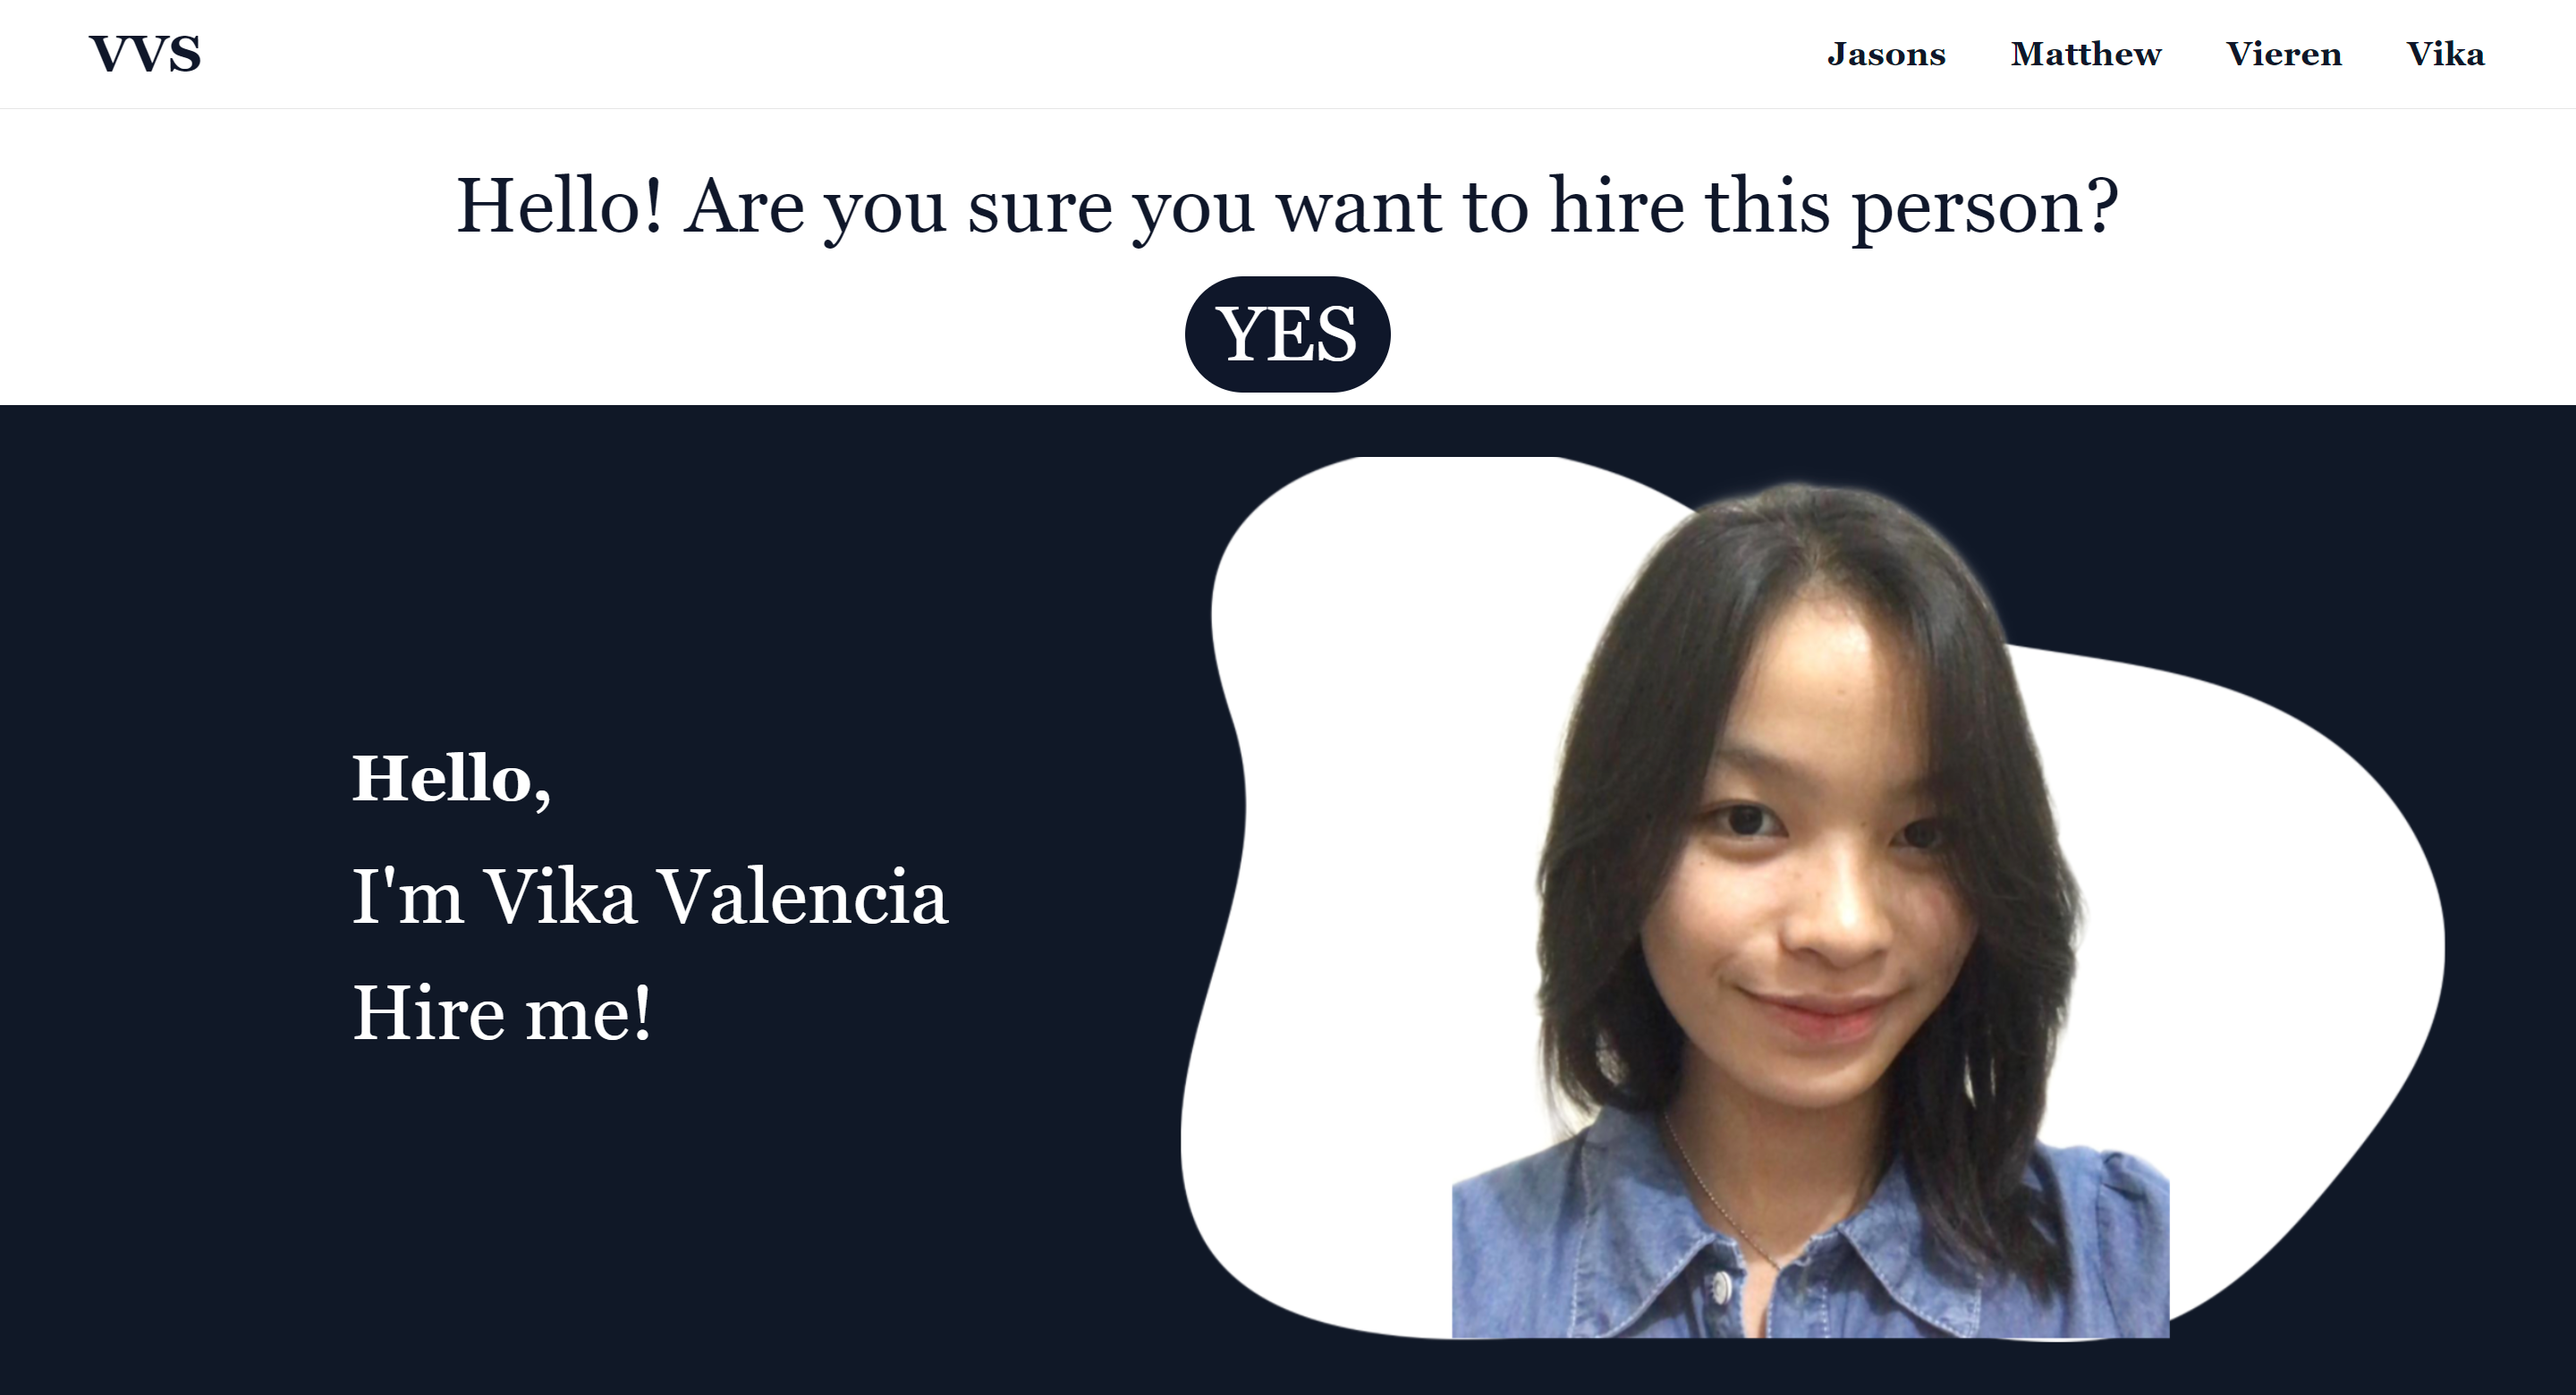 VVS
Jasons Matthew Vieren Vika
Hello! Are you sure you want to hire this person?
YES
Hello,
I'm Vika Valencia
Hire me!